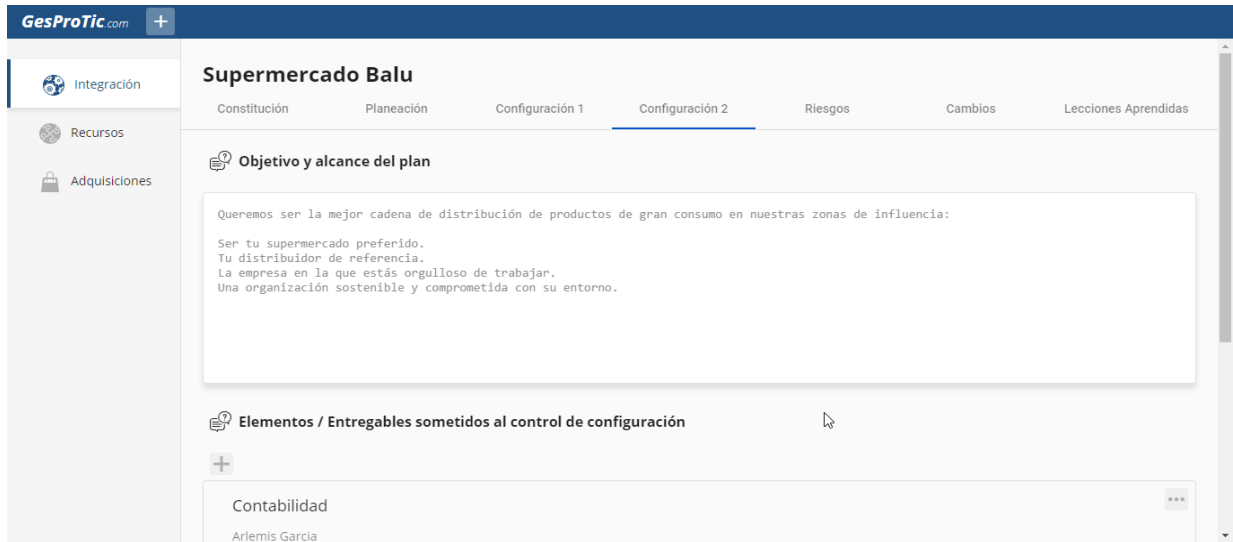 GesProTic.com
Integración
Recursos
Adquisiciones
Supermercado Balu
Constitución Planeación Configuración 1 Configuración 2 Riesgos Cambios Lecciones Aprendidas
Objetivo y alcance del plan
Queremos ser la mejor cadena de distribución de productos de gran consumo en nuestras zonas de influencia:
Ser tu supermercado preferido.
Tu distribuidor de referencia.
La empresa en la que estás orgulloso de trabajar.
Una organización sostenible y comprometida con su entorno.
Elementos / Entregables sometidos al control de configuración
Contabilidad
Arlemis Garcia